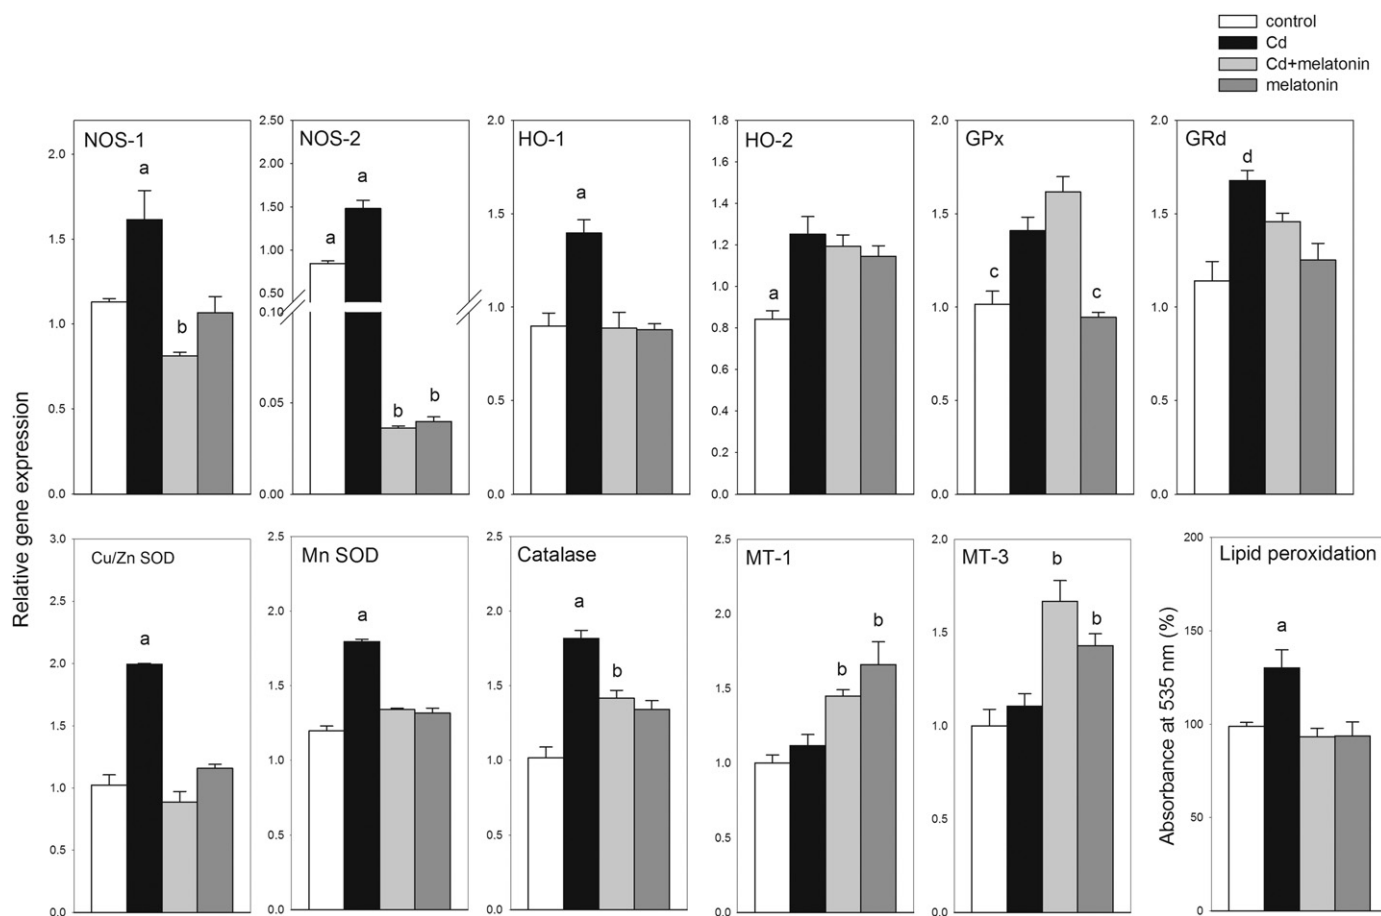 control
Cd
Cd+melatonin
melatonin
Relative gene expression
NOS-1
2.0
1.5
1.0
0.5
0.0
a
b
NOS-2
2.50
2.00
1.50
1.00
0.50
0.10
0.05
0.00
a
a
b
b
HO-1
2.0
1.5
1.0
0.5
0.0
a
HO-2
1.8
1.6
1.4
1.2
1.0
0.8
0.6
0.4
0.2
0.0
a
GPx
2.0
1.5
1.0
0.5
0.0
c
c
GRd
2.0
1.5
1.0
0.5
0.0
d
Cu/Zn SOD
3.0
2.5
2.0
1.5
1.0
0.5
0.0
a
Mn SOD
2.5
2.0
1.5
1.0
0.5
0.0
a
Catalase
2.5
2.0
1.5
1.0
0.5
0.0
a
b
MT-1
2.5
2.0
1.5
1.0
0.5
0.0
b
b
MT-3
2.0
1.5
1.0
0.5
0.0
b
b
Lipid peroxidation
Absorbance at 535 nm (%)
200
150
100
50
0
a